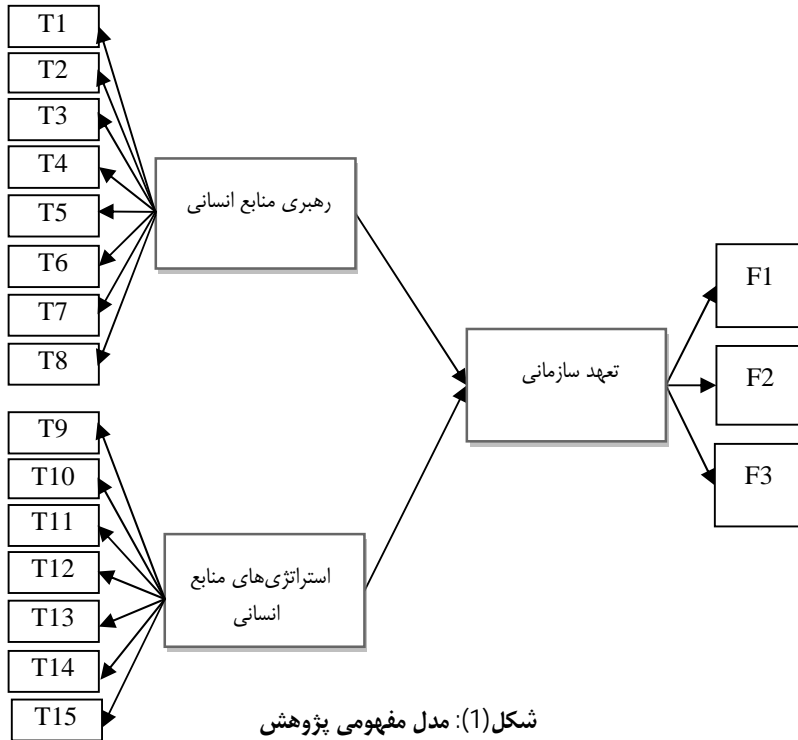 T1
T2
T3
T4
T5
T6
T7
T8
رهبری منابع انسانی
T9
T10
T11
T12
T13
T14
T15
استراتژی‌های منابع
انسانی
تعهد سازمانی
F1
F2
F3
شکل(1): مدل مفهومی پژوهش